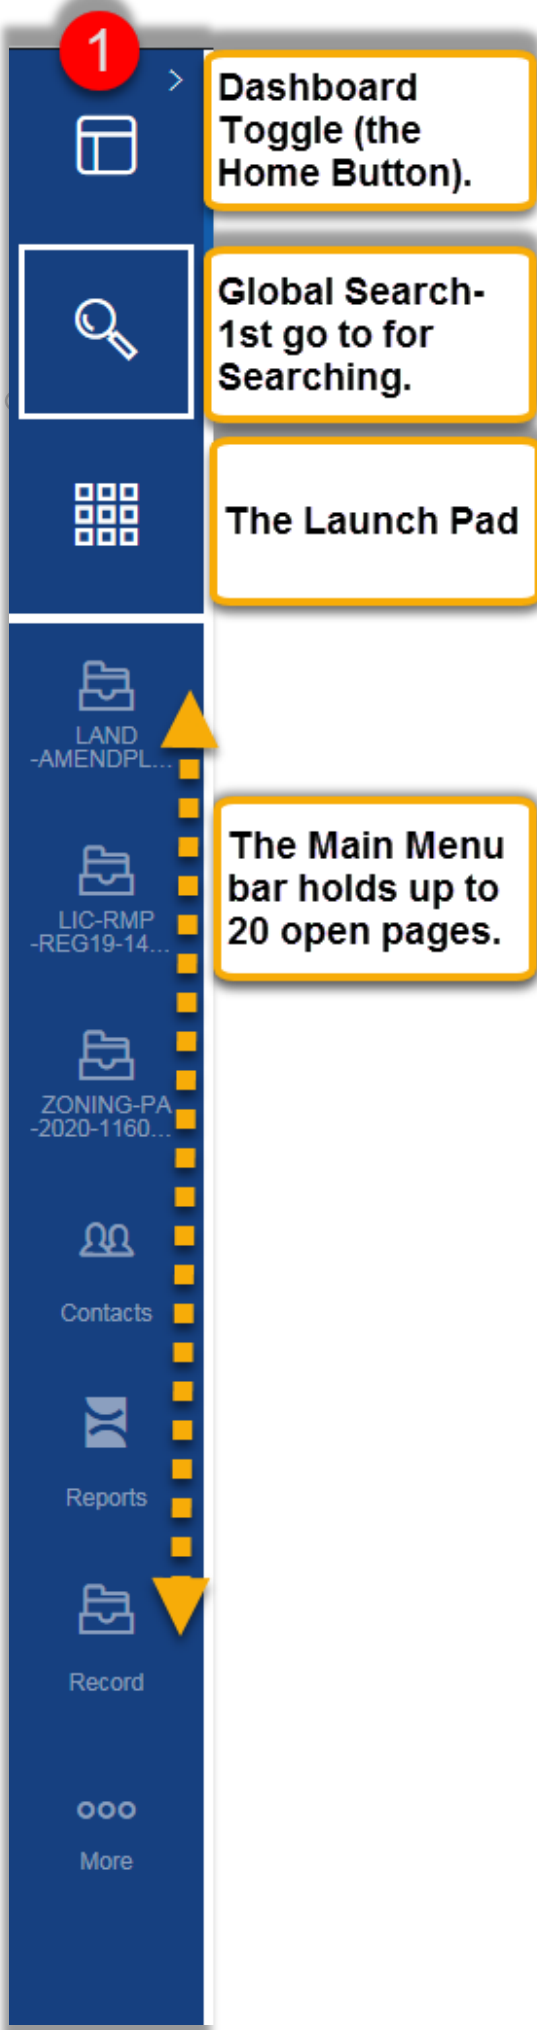 1
>
Dashboard
Toggle (the
Home Button).
Global Search-
1st go to for
Searching.
The Launch Pad
LAND
-AMENDPL...
The Main Menu
bar holds up to
20 open pages.
LIC-RMP
-REG19-14...
ZONING-PA
-2020-1160...
Contacts
Reports
Record
More